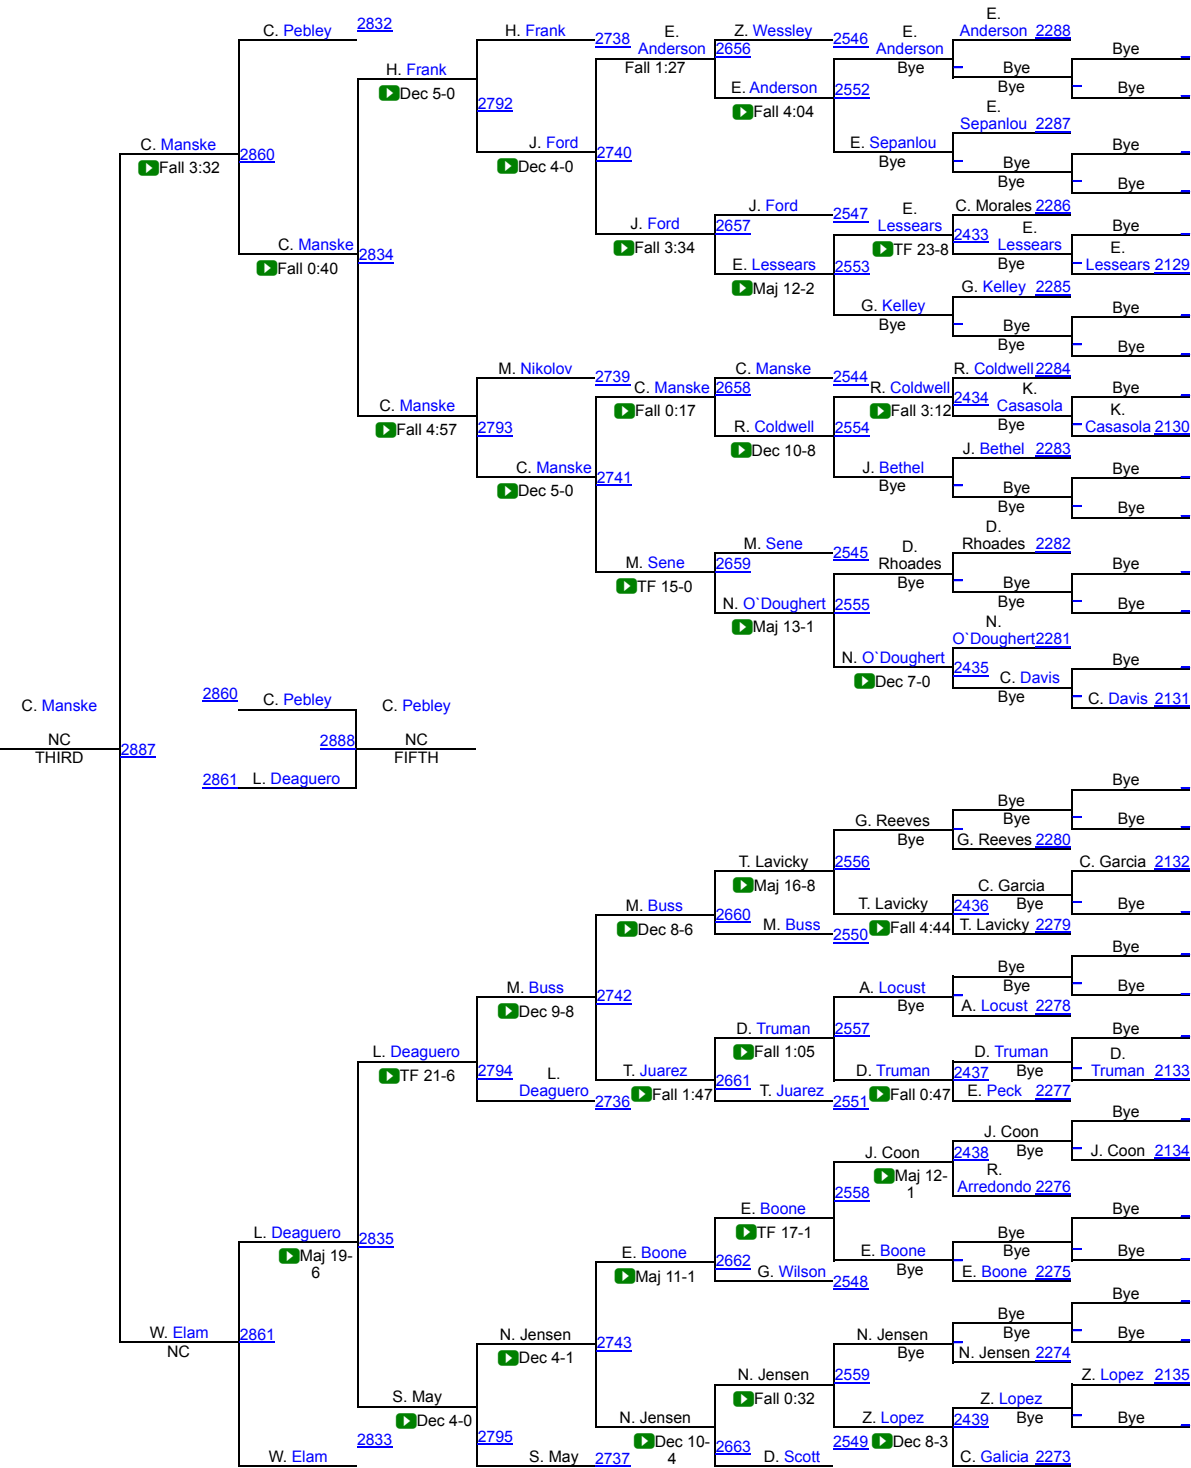 C. Pebley 2832 H. Frank 2738 E. Anderson Z. Wessley 2546 E. Anderson E. Anderson 2288
Bye
Fall 1:27 2656 Bye Bye
H. Frank
Dec 5-0 E. Anderson 2552 Bye Bye
2792 Fall 4:04 E. Sepanlou 2287
C. Manske 2860 J. Ford 2740 E. Sepanlou Bye
Fall 3:32 Dec 4-0 Bye Bye
Bye Bye
J. Ford 2547 E. Lessears C. Morales 2286
J. Ford 2657 TF 23-8 2433 E. Lessears Bye
Fall 3:34 Bye E. Lessears 2129
C. Manske 2834 E. Lessears 2553
Fall 0:40 Maj 12-2 G. Kelley 2285
G. Kelley Bye
Bye Bye
Bye Bye
M. Nikolov 2739 C. Manske 2544 R. Coldwell 2284
C. Manske 2658 R. Coldwell K. Casasola Bye
C. Manske Fall 0:17 Fall 3:12 2434 Bye K. Casasola 2130
Fall 4:57 2793 R. Coldwell 2554
Dec 10-8 J. Bethel 2283
C. Manske 2741 J. Bethel Bye
Dec 5-0 Bye Bye
Bye Bye
M. Sene 2545 D. Rhoades D. Rhoades 2282
M. Sene 2659 Bye Bye Bye
TF 15-0 Bye Bye
N. O`Doughert 2555
Maj 13-1 N. O`Doughert 2281
N. O`Doughert 2435 C. Davis Bye
Dec 7-0 Bye C. Davis 2131
C. Manske 2860 C. Pebley C. Pebley
NC 2887 2888 NC
THIRD FIFTH
2861 L. Deaguero
Bye
Bye
G. Reeves Bye Bye
Bye G. Reeves 2280
T. Lavicky 2556 C. Garcia 2132
Maj 16-8 C. Garcia
M. Buss 2660 T. Lavicky 2436 Bye Bye
Dec 8-6 M. Buss 2550 Fall 4:44 T. Lavicky 2279
Bye
Bye
M. Buss 2742 A. Locust Bye Bye
Dec 9-8 Bye A. Locust 2278
D. Truman 2557 Bye
L. Deaguero Fall 1:05 D. Truman D. Truman 2133
TF 21-6 2794 L. Deaguero 2736 T. Juarez 2661 D. Truman 2437 Bye
Fall 1:47 T. Juarez 2551 Fall 0:47 E. Peck 2277
Bye
J. Coon
J. Coon 2438 Bye J. Coon 2134
Maj 12-1 R. Arredondo 2276
2558
E. Boone Bye
TF 17-1 Bye
L. Deaguero 2835 E. Boone 2662 E. Boone Bye Bye
Maj 19-6 Maj 11-1 G. Wilson 2548 Bye E. Boone 2275
Bye
Bye
W. Elam 2861 N. Jensen 2743 N. Jensen Bye Bye
NC Dec 4-1 Bye N. Jensen 2274
N. Jensen 2559 Z. Lopez 2135
S. May Fall 0:32 Z. Lopez
Dec 4-0 N. Jensen Z. Lopez 2439 Bye Bye
2833 2795 Dec 10-4 2663 2549 Dec 8-3
W. Elam S. May 2737 D. Scott C. Galicia 2273